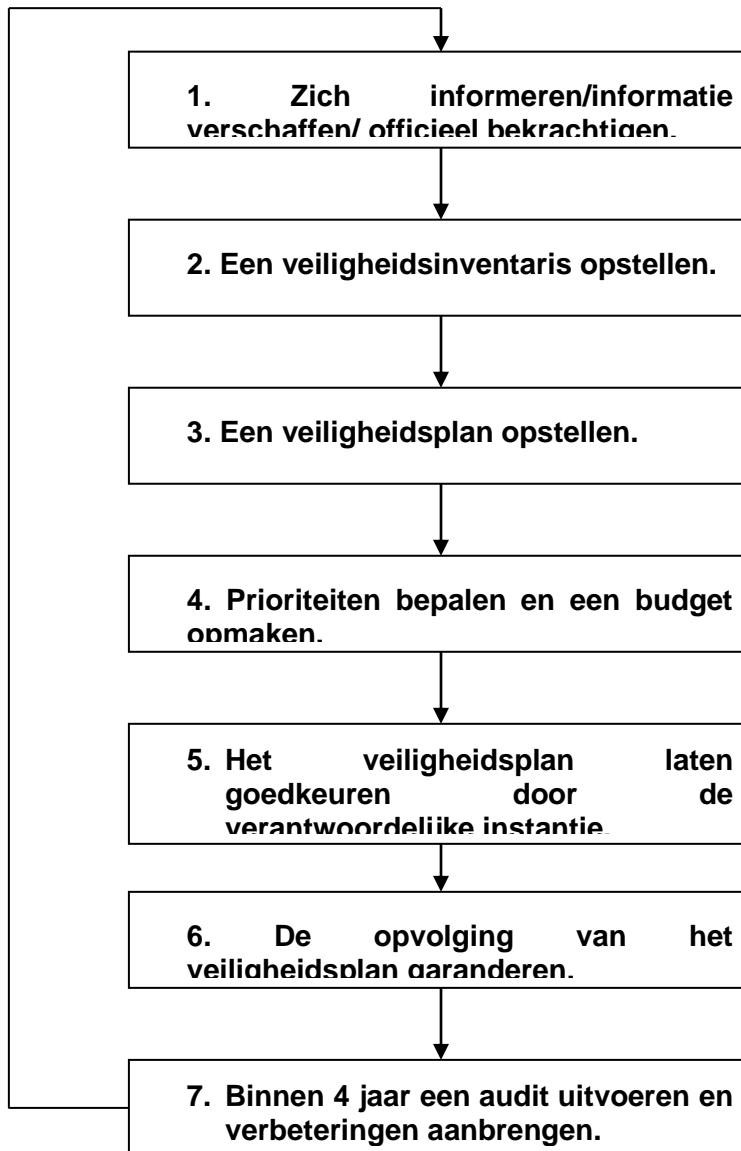 1. Zich informeren/informatie
verschaffen/ officieel bekrachtigen.
2. Een veiligheidsinventaris opstellen.
3. Een veiligheidsplan opstellen.
4. Prioriteiten bepalen en een budget
opmaken.
5. Het veiligheidsplan laten
goedkeuren door de
verantwoordelijke instantie.
6. De opvolging van het
veiligheidsplan garanderen.
7. Binnen 4 jaar een audit uitvoeren en
verbeteringen aanbrengen.